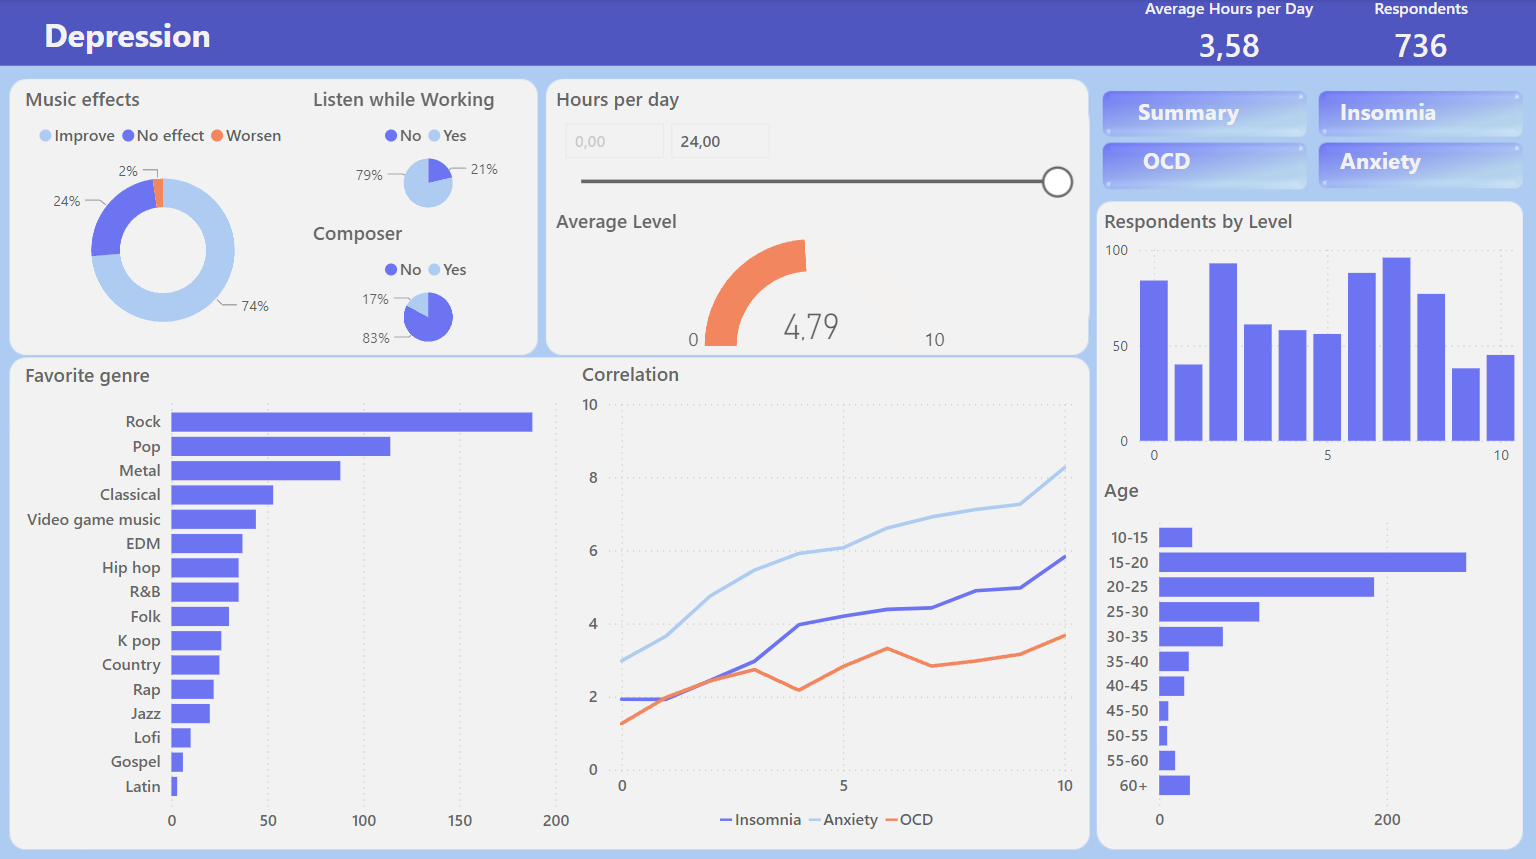 Depression
Average Hours per Day
3,58
Respondents
736
Music effects
Improve No effect Worsen
2%
24%
74%
Listen while Working
No Yes
79%
21%
Composer
No Yes
17%
83%
Hours per day
0,00
24,00
Average Level
0
4,79
10
Summary
Insomnia
OCD
Anxiety
Respondents by Level
100
50
0
0 5 10
Favorite genre
Rock
Pop
Metal
Classical
Video game music
EDM
Hip hop
R&B
Folk
K pop
Country
Rap
Jazz
Lofi
Gospel
Latin
0 50 100 150 200
Correlation
10
8
6
4
2
0
0 5 10
Insomnia Anxiety OCD
Age
10-15
15-20
20-25
25-30
30-35
35-40
40-45
45-50
50-55
55-60
60+
0 200